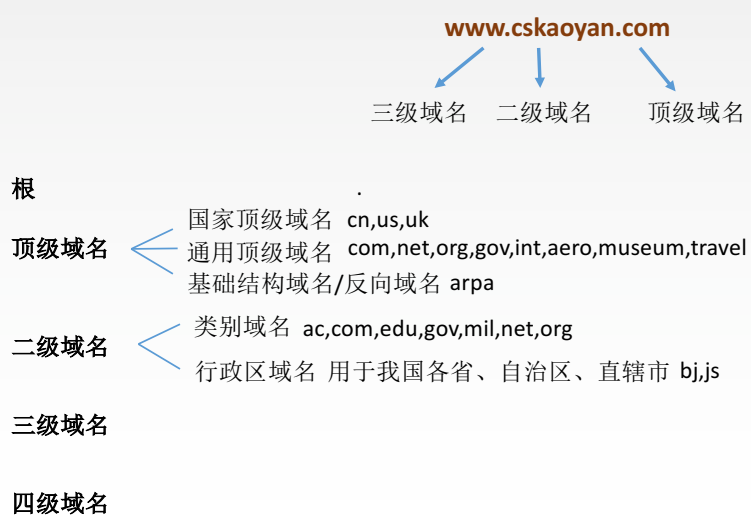 www.cskaoyan.com
三级域名 二级域名 顶级域名
根 .
国家顶级域名 cn,us,uk
顶级域名 通用顶级域名 com,net,org,gov,int,aero,museum,travel
基础结构域名/反向域名 arpa
类别域名 ac,com,edu,gov,mil,net,org
二级域名
行政区域名 用于我国各省、自治区、直辖市 bj,js
三级域名
四级域名